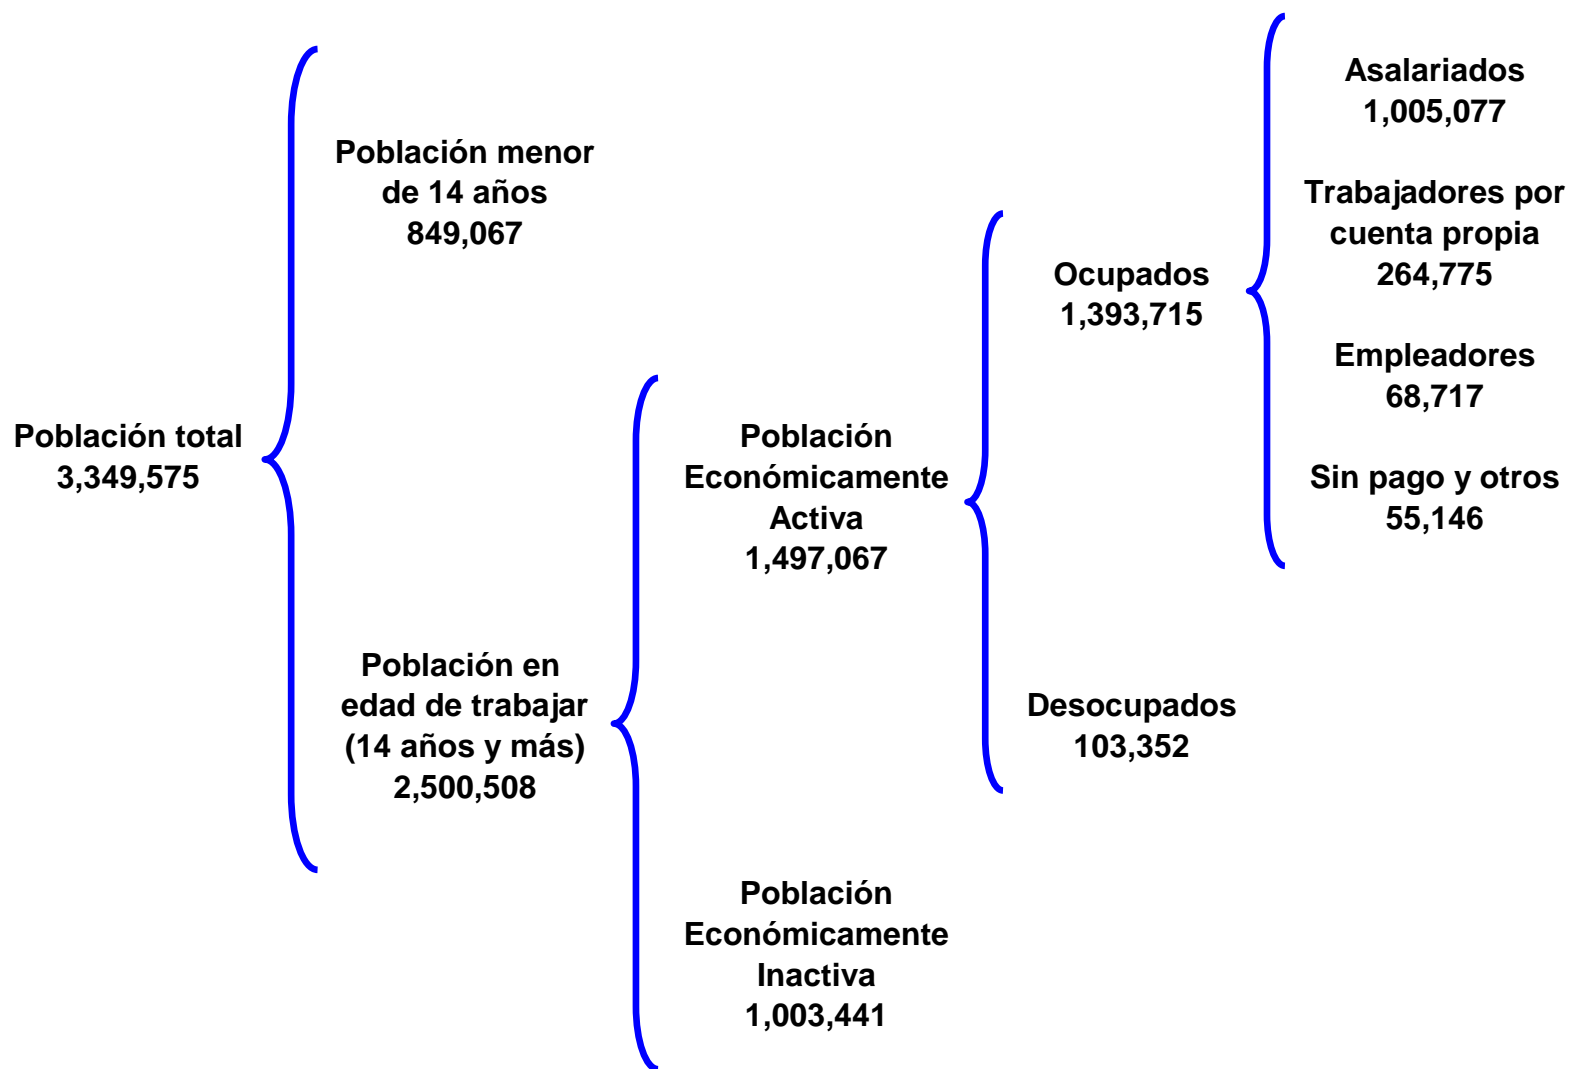 Población total
3,349,575
Población menor
de 14 años
849,067
Población en
edad de trabajar
(14 años y más)
2,500,508
Población
Económicamente
Activa
1,497,067
Población
Económicamente
Inactiva
1,003,441
Ocupados
1,393,715
Desocupados
103,352
Asalariados
1,005,077
Trabajadores por
cuenta propia
264,775
Empleadores
68,717
Sin pago y otros
55,146